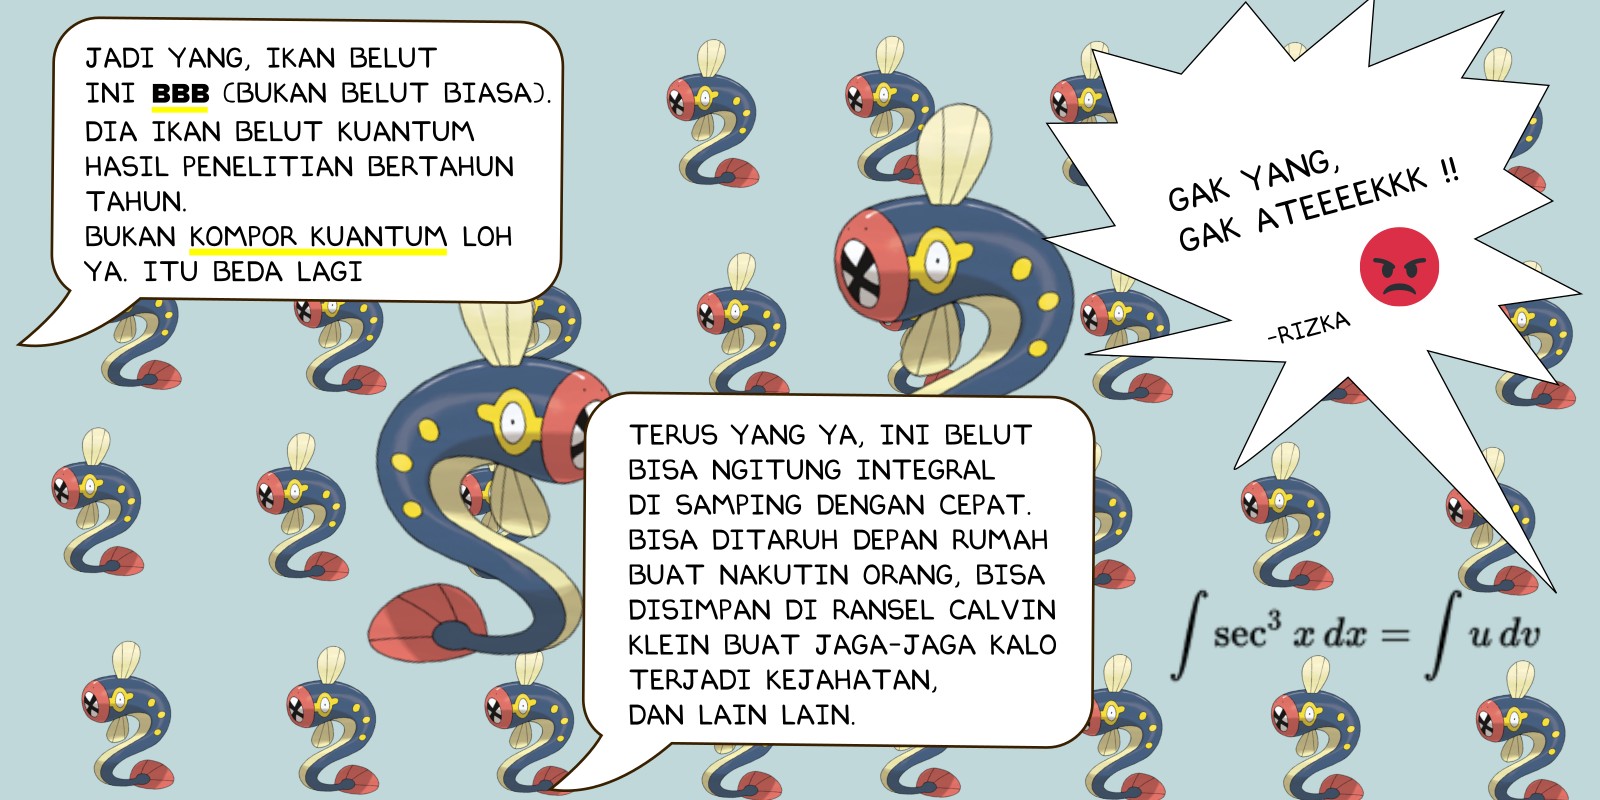 JADI YANG, IKAN BELUT
INI BBB (BUKAN BELUT BIASA).
DIA IKAN BELUT KUANTUM
HASIL PENELITIAN BERTAHUN
TAHUN.
BUKAN KOMPOR KUANTUM LOH
YA. ITU BEDA LAGI
GAK YANG,
GAK ATEEEEKKK !!
-RIZKA
TERUS YANG YA, INI BELUT
BISA NGITUNG INTEGRAL
DI SAMPING DENGAN CEPAT.
BISA DITARUH DEPAN RUMAH
BUAT NAKUTIN ORANG, BISA
DISIMPAN DI RANSEL CALVIN
KLEIN BUAT JAGA-JAGA KALO
TERJADI KEJAHATAN,
DAN LAIN LAIN.
∫ sec³ x dx = ∫ u dv